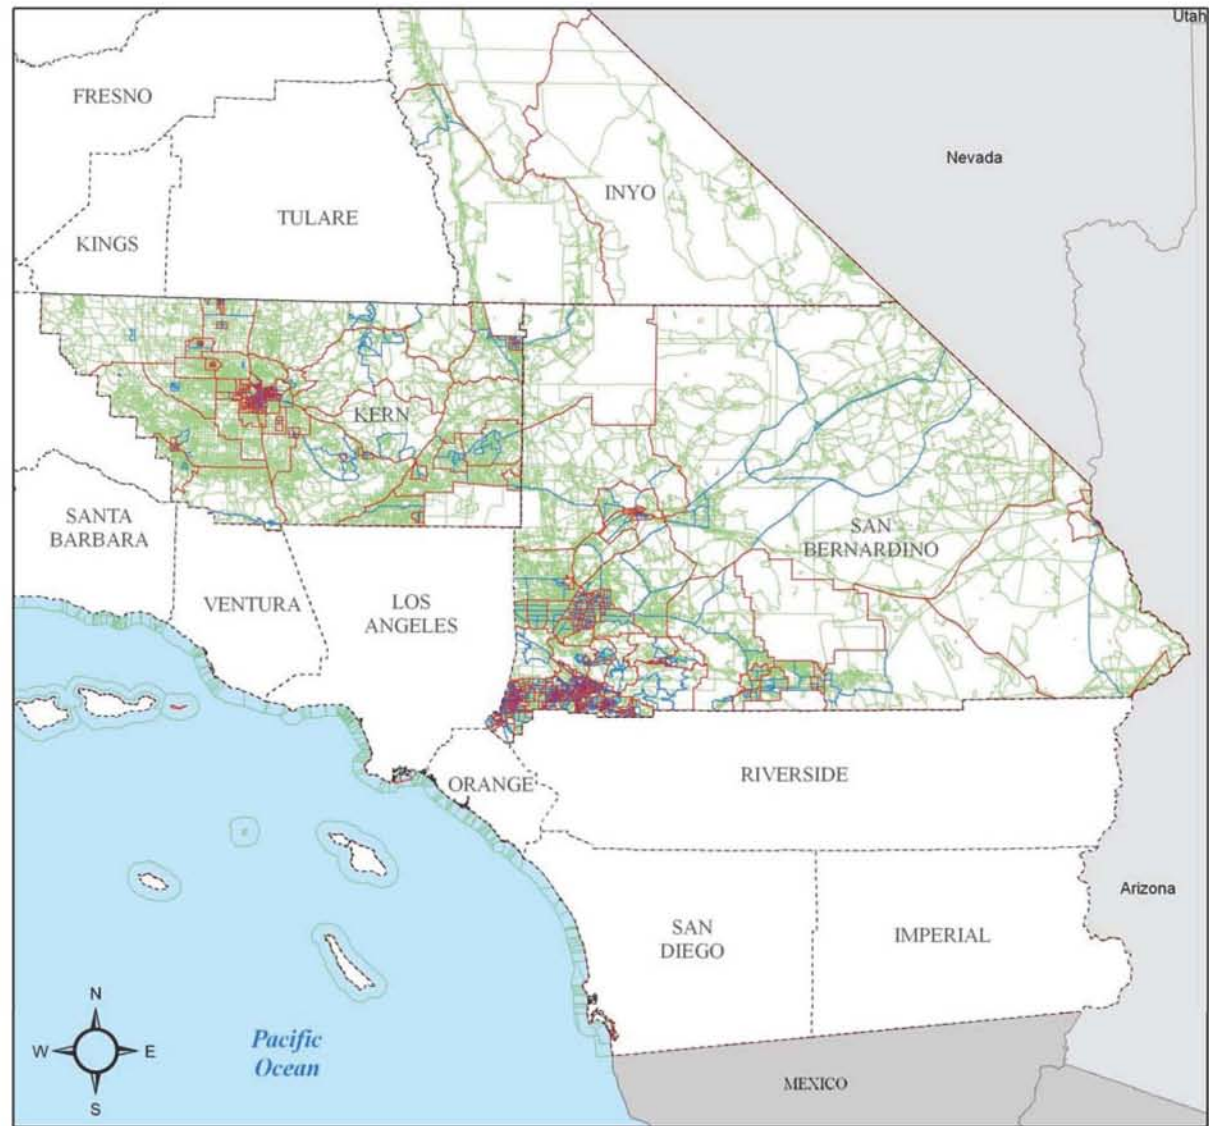 Utah
FRESNO
Nevada
INYO
TULARE
KINGS
KERN
SANTA
BARBARA
SAN
BERNARDINO
VENTURA
LOS
ANGELES
ORANGE
RIVERSIDE
Arizona
SAN
DIEGO
IMPERIAL
N
W
E
S
Pacific
Ocean
MEXICO